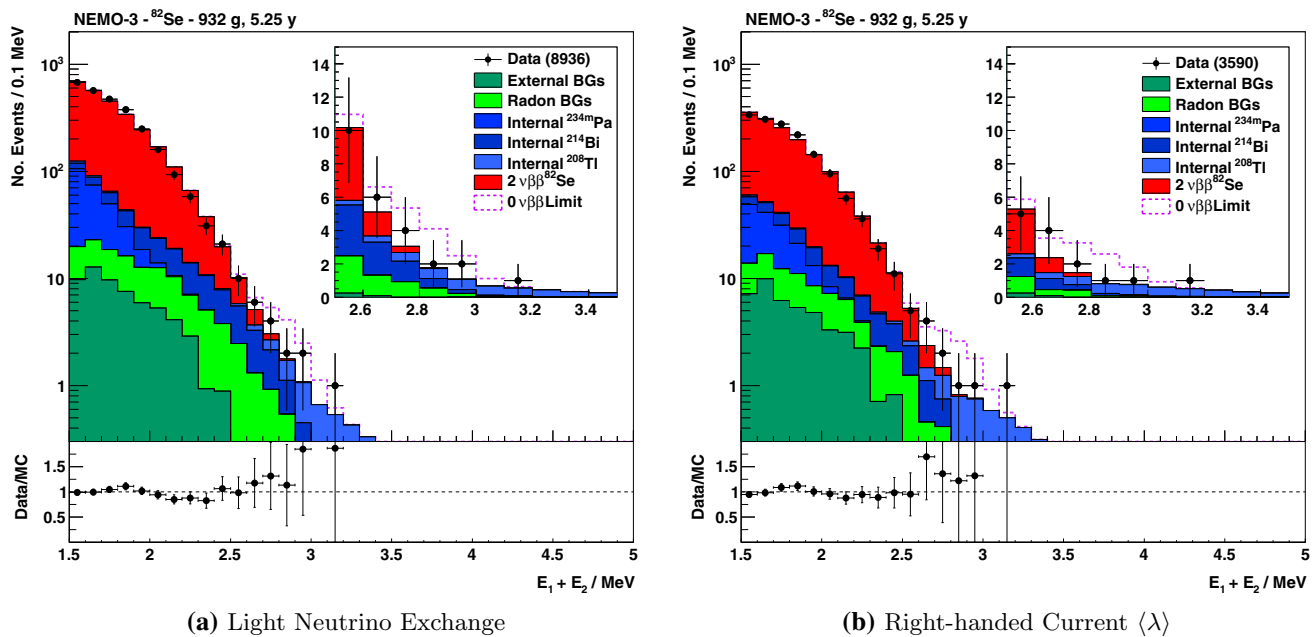 NEMO-3 - ⁸²Se - 932 g, 5.25 y
No. Events / 0.1 MeV
10³
10²
10
1
14
12
10
8
6
4
2
0
2.6 2.8 3 3.2 3.4
Data (8936)
External BGs
Radon BGs
Internal ²³⁴ᵐPa
Internal ²¹⁴Bi
Internal ²⁰⁸Tl
2 νββ⁸²Se
0 νββ Limit
Data/MC
1.5
1
0.5
1.5 2 2.5 3 3.5 4 4.5 5
E₁ + E₂ / MeV
(a) Light Neutrino Exchange
NEMO-3 - ⁸²Se - 932 g, 5.25 y
No. Events / 0.1 MeV
10³
10²
10
1
14
12
10
8
6
4
2
0
2.6 2.8 3 3.2 3.4
Data (3590)
External BGs
Radon BGs
Internal ²³⁴ᵐPa
Internal ²¹⁴Bi
Internal ²⁰⁸Tl
2 νββ⁸²Se
0 νββ Limit
Data/MC
1.5
1
0.5
1.5 2 2.5 3 3.5 4 4.5 5
E₁ + E₂ / MeV
(b) Right-handed Current ⟨λ⟩